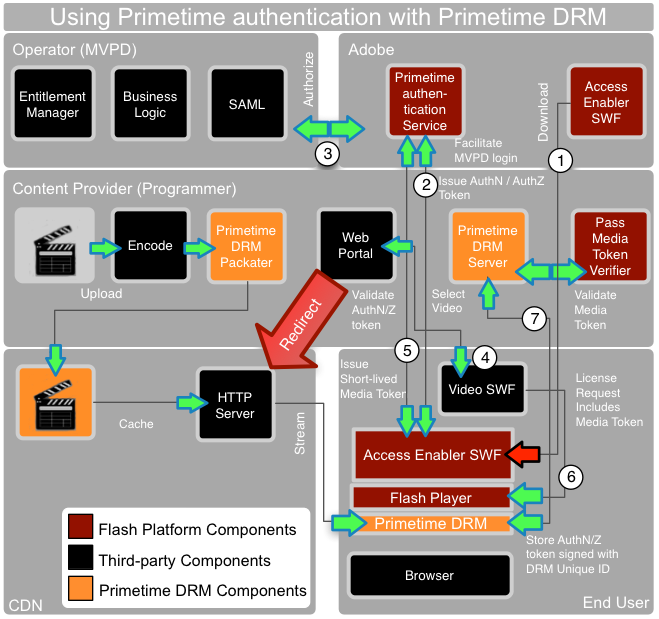 Using Primetime authentication with Primetime DRM
Operator (MVPD)
Entitlement
Manager
Business
Logic
SAML
Authorize
3
Adobe
Primetime
authen-
tication
Service
Facilitate
MVPD login
Download
Access
Enabler
SWF
1
2
Issue AuthN / AuthZ
Token
Content Provider (Programmer)
Upload
Encode
Primetime
DRM
Packater
Web
Portal
Validate
AuthN/Z
token
Redirect
Primetime
DRM
Server
Select
Video
Pass
Media
Token
Verifier
Validate
Media
Token
7
5
4
Issue
Short-lived
Media Toker
Video SWF
License
Request
Includes
Media Token
Cache
HTTP
Server
Stream
Access Enabler SWF
6
Flash Player
Primetime DRM
Store AuthN/Z
token signed with
DRM Unique ID
Browser
Flash Platform Components
Third-party Components
Primetime DRM Components
CDN
End User